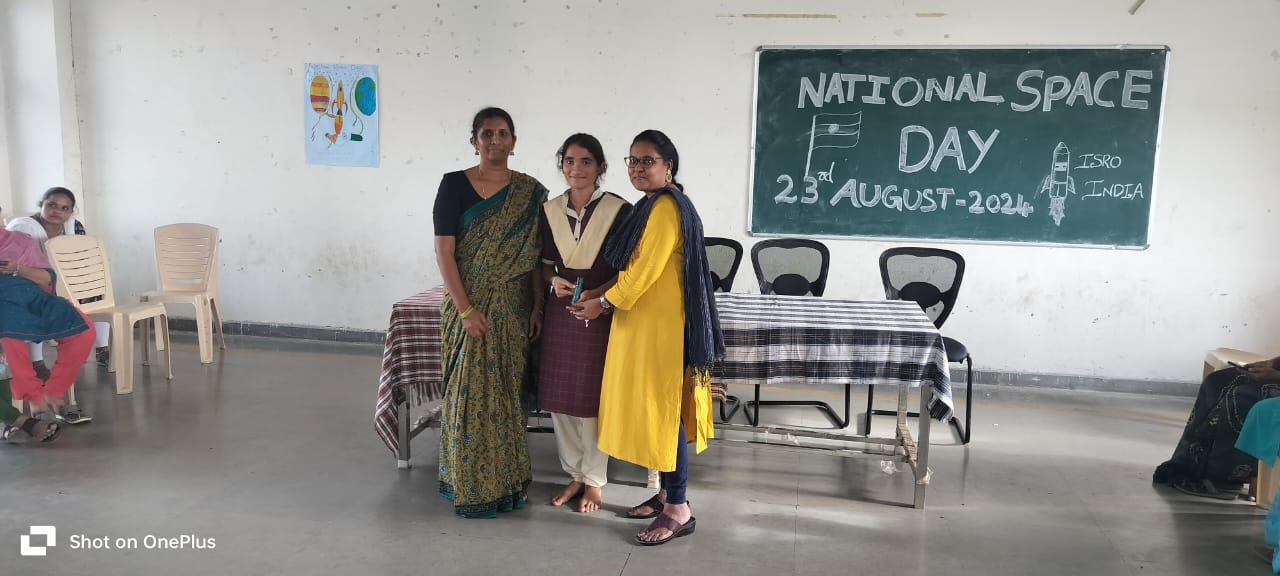 NATIONAL SPACE
DAY
23rd AUGUST-2024
ISRO
INDIA
Shot on OnePlus